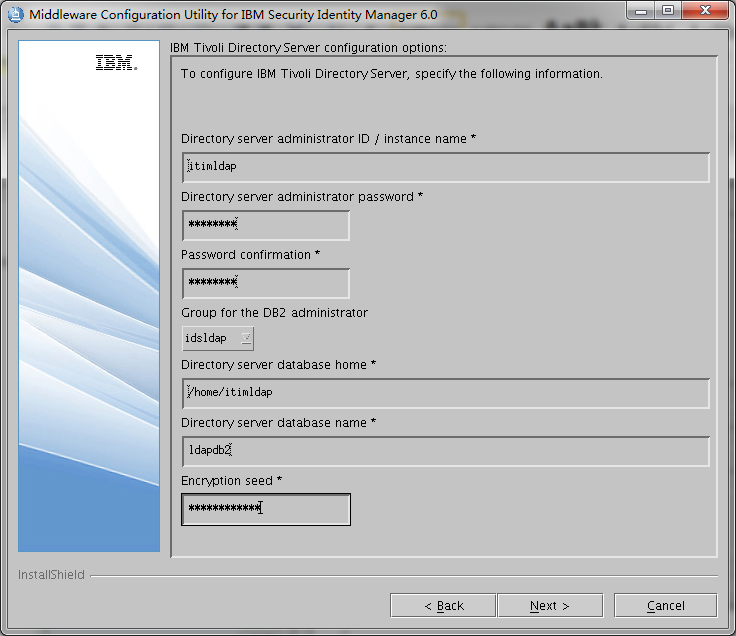 Middleware Configuration Utility for IBM Security Identity Manager 6.0
IBM.
IBM Tivoli Directory Server configuration options:
To configure IBM Tivoli Directory Server, specify the following information.
Directory server administrator ID / instance name *
itimldap
Directory server administrator password *
********
Password confirmation *
********
Group for the DB2 administrator
idsldap
Directory server database home *
/home/itimldap
Directory server database name *
ldapdb2
Encryption seed *
************
InstallShield
< Back
Next >
Cancel